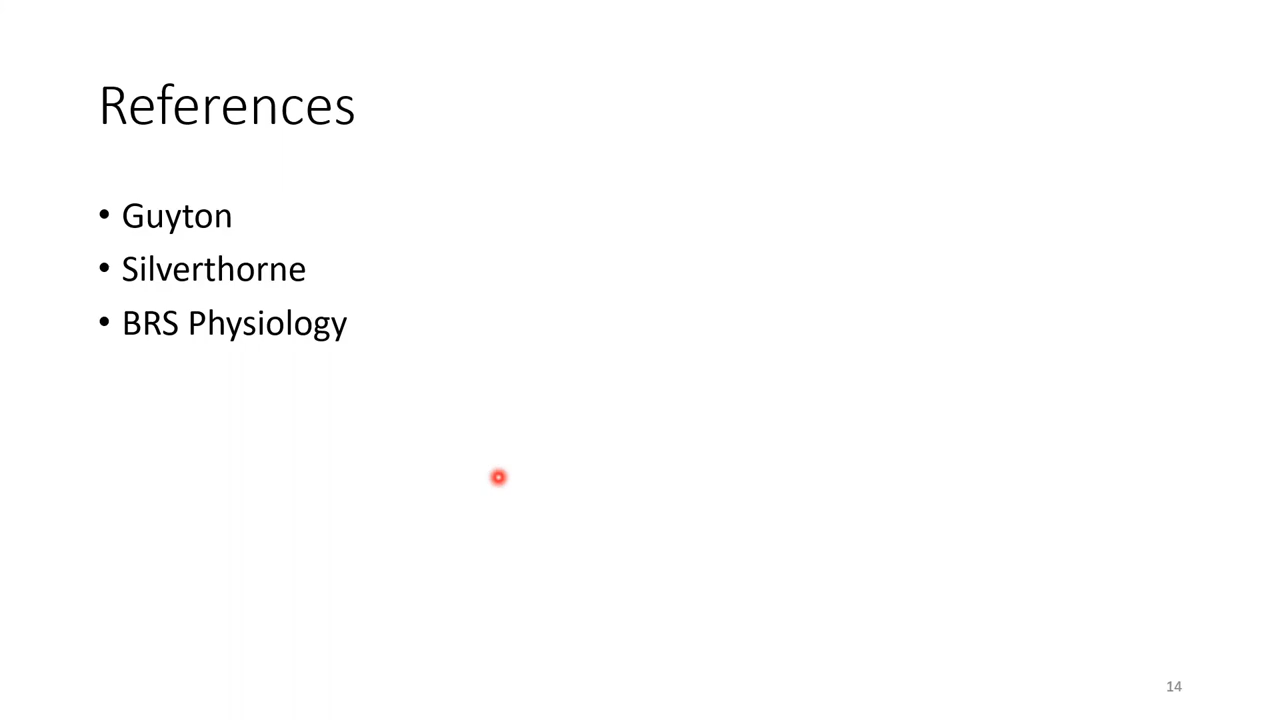 References
• Guyton
• Silverthorne
• BRS Physiology
14